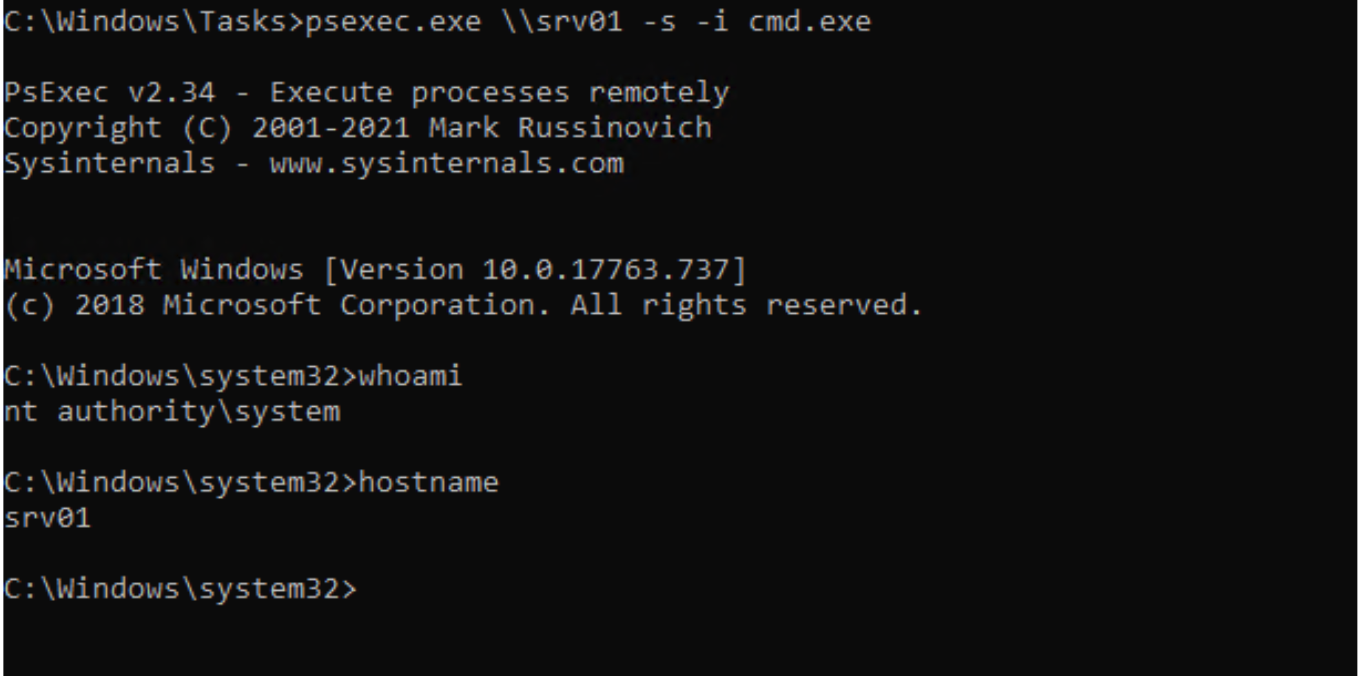 C:\Windows\Tasks>psexec.exe \\srv01 -s -i cmd.exe
PsExec v2.34 - Execute processes remotely
Copyright (C) 2001-2021 Mark Russinovich
Sysinternals - www.sysinternals.com
Microsoft Windows [Version 10.0.17763.737]
(c) 2018 Microsoft Corporation. All rights reserved.
C:\Windows\system32>whoami
nt authority\system
C:\Windows\system32>hostname
srv01
C:\Windows\system32>